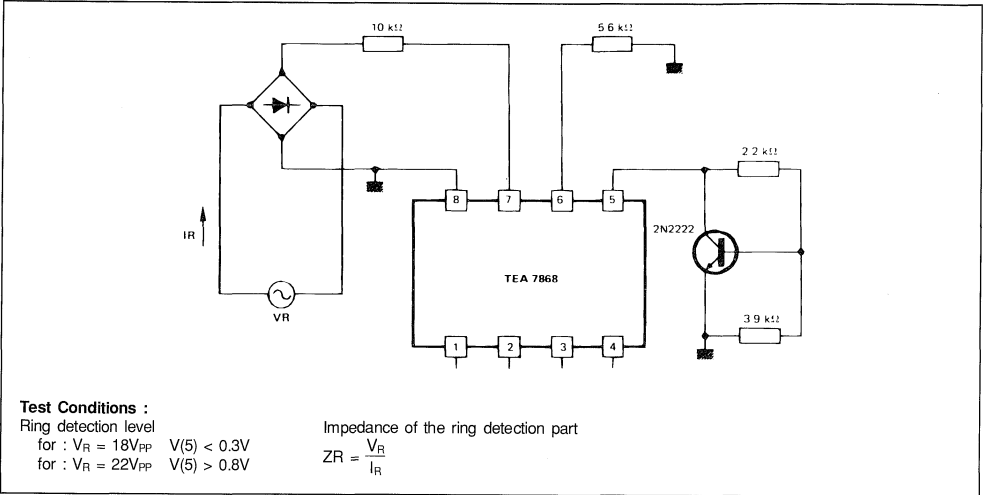 10 kΩ
5 6 kΩ
2 2 kΩ
8 7 6 5
2N2222
IR
TEA 7868
VR
3 9 kΩ
1 2 3 4
Test Conditions :
Ring detection level
for : VR = 18VPP V(5) < 0.3V
for : VR = 22VPP V(5) > 0.8V
Impedance of the ring detection part
ZR = VR / IR